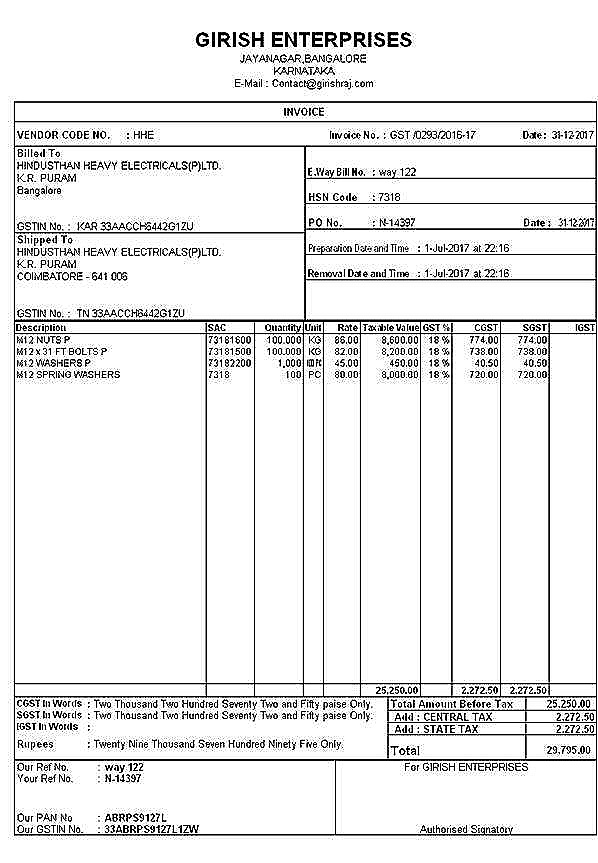 GIRISH ENTERPRISES
JAYANAGAR,BANGALORE
KARNATAKA
E-Mail : Contact@girishraj.com
INVOICE
VENDOR CODE NO. : HHE Invoice No. : GST /0293/2016-17 Date : 31-12-2017
Billed To
HINDUSTHAN HEAVY ELECTRICALS(P)LTD.
K.R. PURAM
Bangalore
GSTIN No. : KAR 33AACCH6442G1ZU
E.Way Bill No. : way 122
HSN Code : 7318
PO No. : N-14397 Date : 31-12-2017
Shipped To
HINDUSTHAN HEAVY ELECTRICALS(P)LTD.
K.R. PURAM
COIMBATORE - 641 006
GSTIN No. : TN 33AACCH6442G1ZU
Preparation Date and Time : 1-Jul-2017 at 22:16
Removal Date and Time : 1-Jul-2017 at 22:16
Description SAC Quantity Unit Rate Taxable Value GST % CGST SGST IGST
M12 NUTS P 73181600 100.000 KG 86.00 8,600.00 18 % 774.00 774.00
M12 x 31 FT BOLTS P 73181500 100.000 KG 82.00 8,200.00 18 % 738.00 738.00
M12 WASHERS P 73182200 1,000 45.00 450.00 18 % 40.50 40.50
M12 SPRING WASHERS 7318 100 PC 80.00 8,000.00 18 % 720.00 720.00
25,250.00 2,272.50 2,272.50
CGST In Words : Two Thousand Two Hundred Seventy Two and Fifty paise Only.
SGST In Words : Two Thousand Two Hundred Seventy Two and Fifty paise Only.
IGST In Words :
Rupees : Twenty Nine Thousand Seven Hundred Ninety Five Only.
Total Amount Before Tax 25,250.00
Add : CENTRAL TAX 2,272.50
Add : STATE TAX 2,272.50
Total 29,795.00
Our Ref No. : way 122
Your Ref No. : N-14397
Our PAN No : ABRPS9127L
Our GSTIN No. : 33ABRPS9127L1ZW
For GIRISH ENTERPRISES
Authorised Signatory